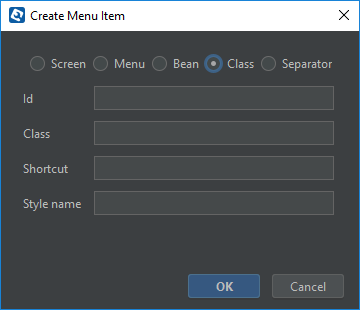 Create Menu Item
Screen Menu Bean Class Separator
Id
Class
Shortcut
Style name
OK Cancel